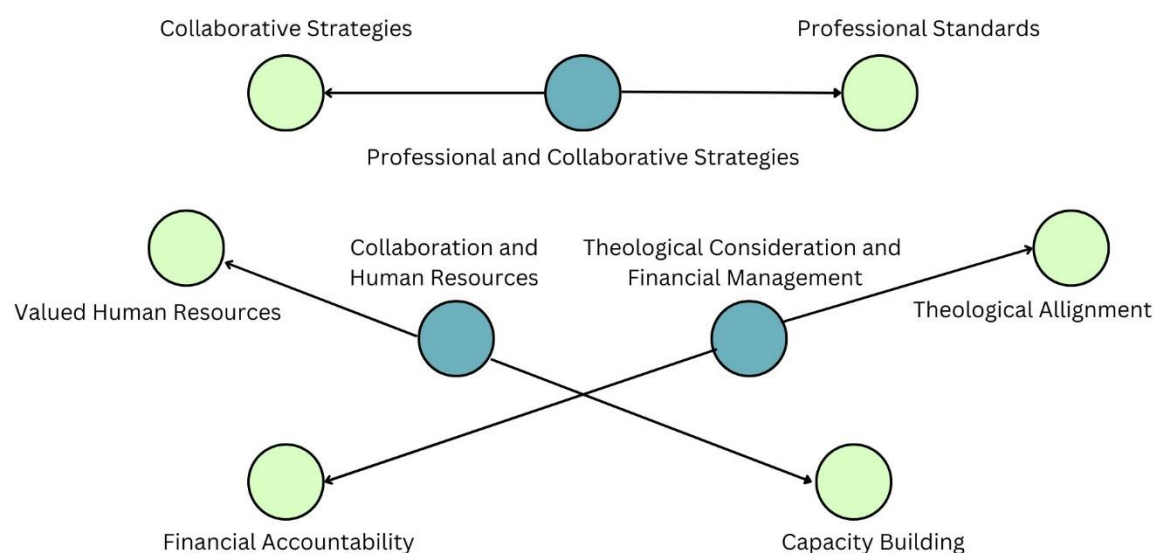 Collaborative Strategies
Professional Standards
Professional and Collaborative Strategies
Collaboration and
Human Resources
Theological Consideration and
Financial Management
Valued Human Resources
Theological Allignment
Financial Accountability
Capacity Building